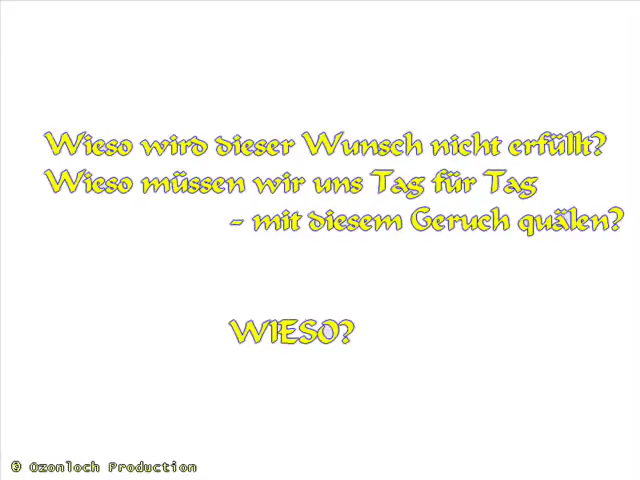 Wieso wird dieser Wunsch nicht erfüllt?
Wieso müssen wir uns Tag für Tag
- mit diesem Geruch quälen?
WIESO?
© Ozonloch Production